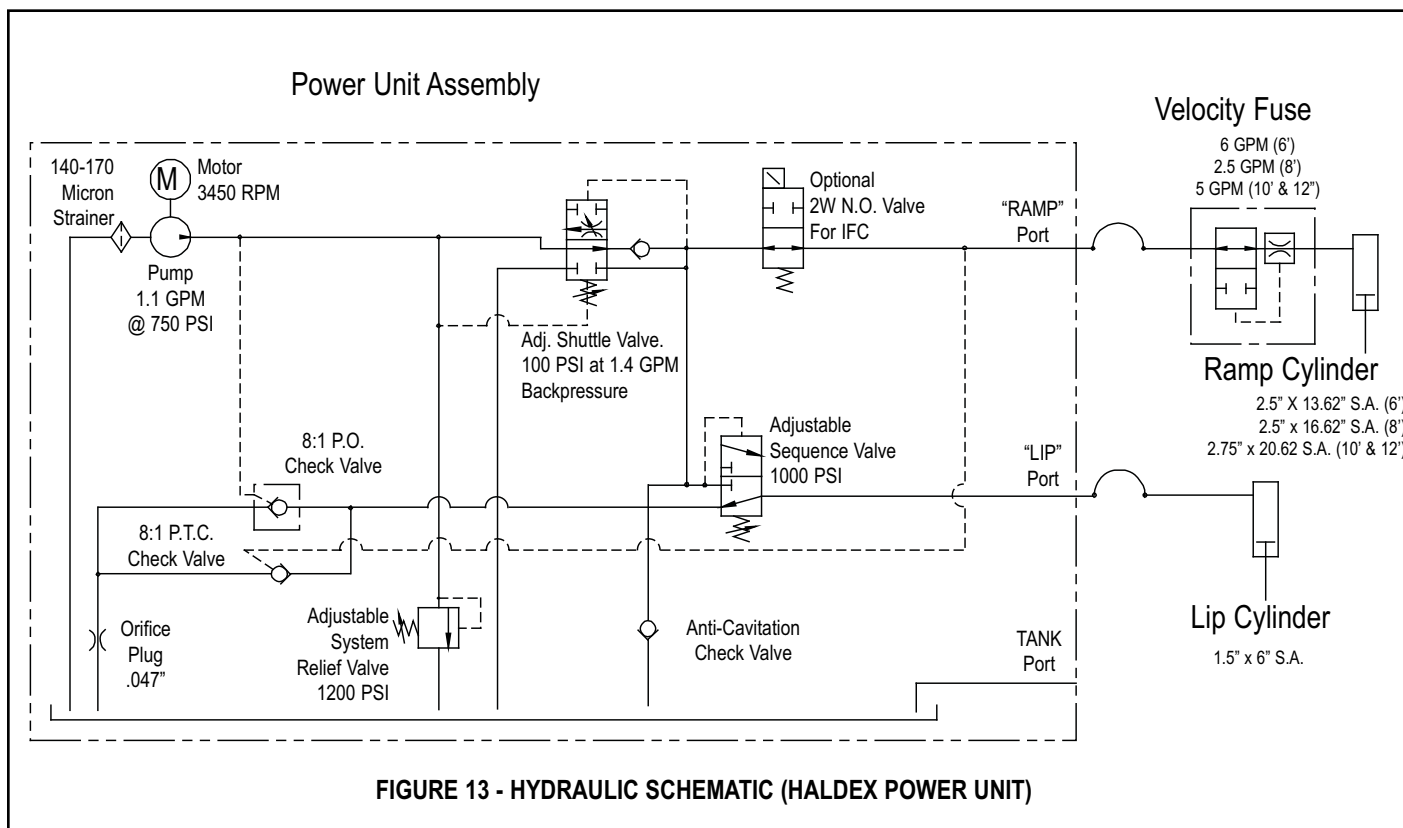 Power Unit Assembly
Velocity Fuse
6 GPM (6')
2.5 GPM (8')
5 GPM (10' & 12")
140-170
Micron
Strainer
M
Motor
3450 RPM
Pump
1.1 GPM
@ 750 PSI
Optional
2W N.O. Valve
For IFC
“RAMP”
Port
Adj. Shuttle Valve.
100 PSI at 1.4 GPM
Backpressure
Ramp Cylinder
2.5” X 13.62” S.A. (6')
2.5” x 16.62” S.A. (8')
2.75” x 20.62 S.A. (10' & 12')
8:1 P.O.
Check Valve
Adjustable
Sequence Valve
1000 PSI
“LIP”
Port
8:1 P.T.C.
Check Valve
Orifice
Plug
.047”
Adjustable
System
Relief Valve
1200 PSI
Anti-Cavitation
Check Valve
TANK
Port
Lip Cylinder
1.5” x 6” S.A.
FIGURE 13 - HYDRAULIC SCHEMATIC (HALDEX POWER UNIT)